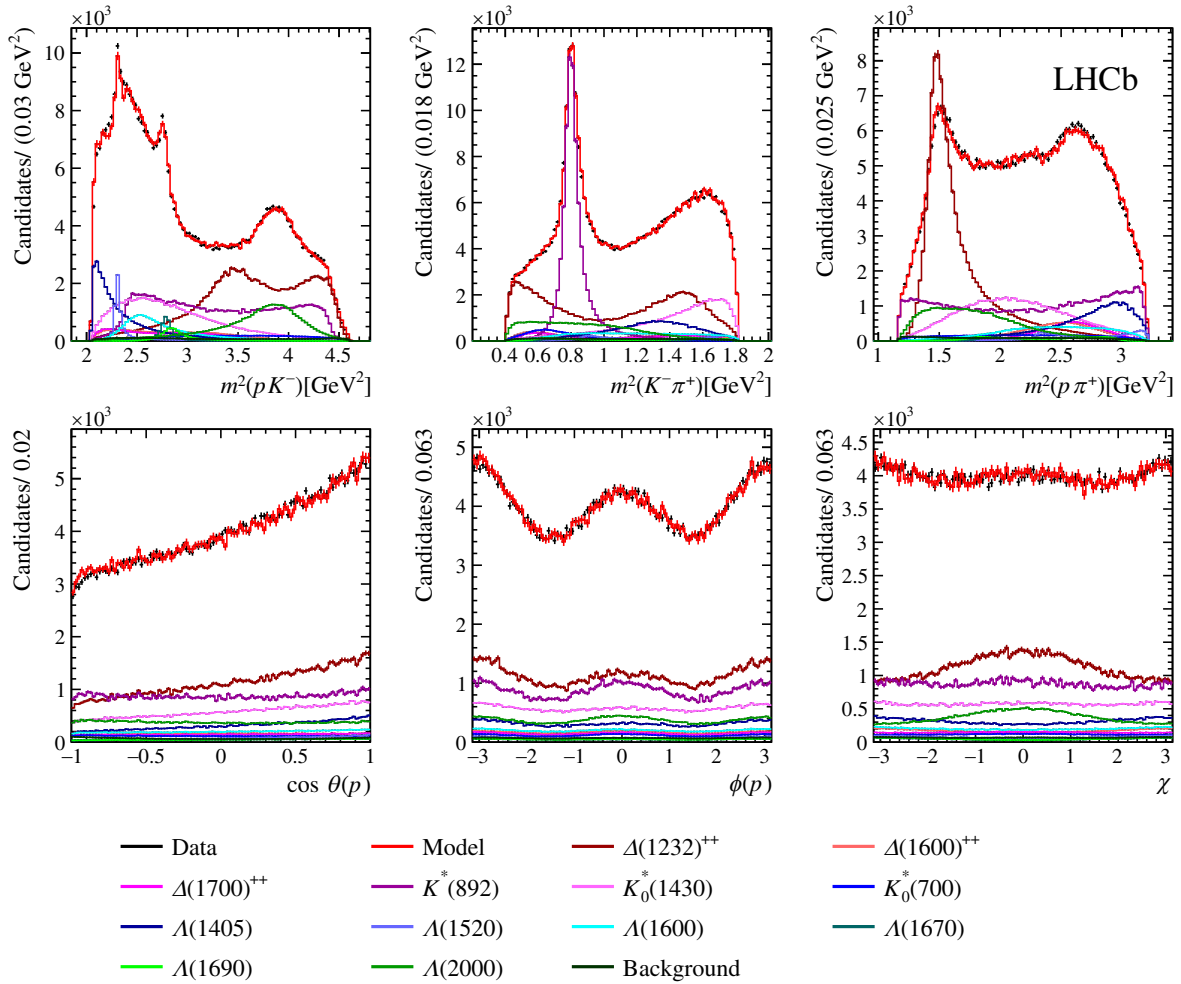 ×10³ ×10³ ×10³
Candidates/ (0.03 GeV²)
10
8
6
4
2
0
2 2.5 3 3.5 4 4.5
m²(pK⁻)[GeV²]
Candidates/ (0.018 GeV²)
12
10
8
6
4
2
0
0.4 0.6 0.8 1 1.2 1.4 1.6 1.8 2
m²(K⁻π⁺)[GeV²]
Candidates/ (0.025 GeV²)
LHCb
8
7
6
5
4
3
2
1
0
1 1.5 2 2.5 3
m²(pπ⁺)[GeV²]
×10³ ×10³ ×10³
Candidates/ 0.02
5
4
3
2
1
0
−1 −0.5 0 0.5 1
cos θ(p)
Candidates/ 0.063
5
4
3
2
1
0
−3 −2 −1 0 1 2 3
ϕ(p)
Candidates/ 0.063
4.5
4
3.5
3
2.5
2
1.5
1
0.5
0
−3 −2 −1 0 1 2 3
χ
Data Model Δ(1232)⁺⁺ Δ(1600)⁺⁺
Δ(1700)⁺⁺ K*(892) K*₀(1430) K*₀(700)
Λ(1405) Λ(1520) Λ(1600) Λ(1670)
Λ(1690) Λ(2000) Background